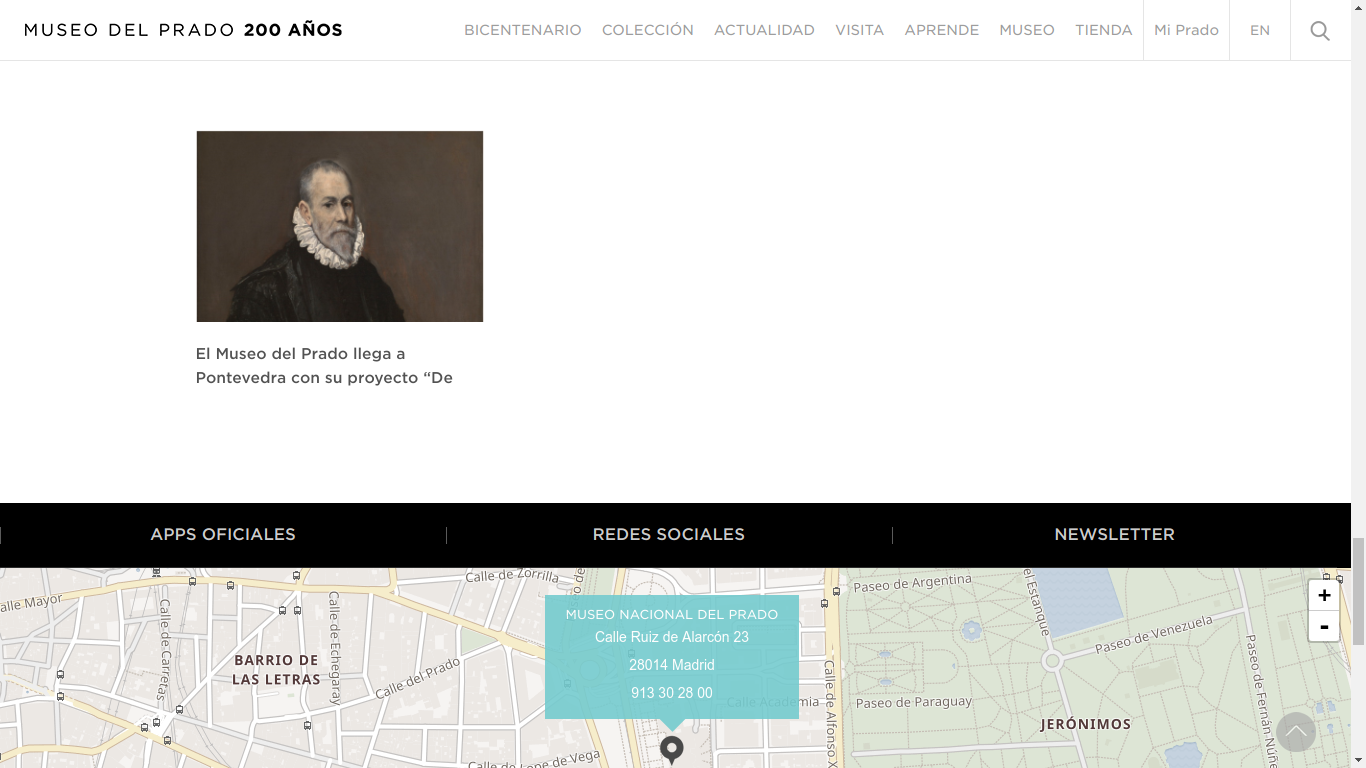 MUSEO DEL PRADO 200 AÑOS
BICENTENARIO COLECCIÓN ACTUALIDAD VISITA APRENDE MUSEO TIENDA Mi Prado EN
El Museo del Prado llega a
Pontevedra con su proyecto “De
APPS OFICIALES REDES SOCIALES NEWSLETTER
Calle de Zorrilla
Paseo de Argentina
el Estanque
+
-
alle Mayor
Calle de Carretas
Calle de Echegaray
MUSEO NACIONAL DEL PRADO
Calle Ruiz de Alarcón 23
28014 Madrid
913 30 28 00
Paseo de Venezuela
BARRIO DE
LAS LETRAS
Calle del Prado
Calle Academia
Calle de Alfonso X
Paseo de Paraguay
Paseo de Fernán Núñe
JERÓNIMOS
Calle de Lope de Vega